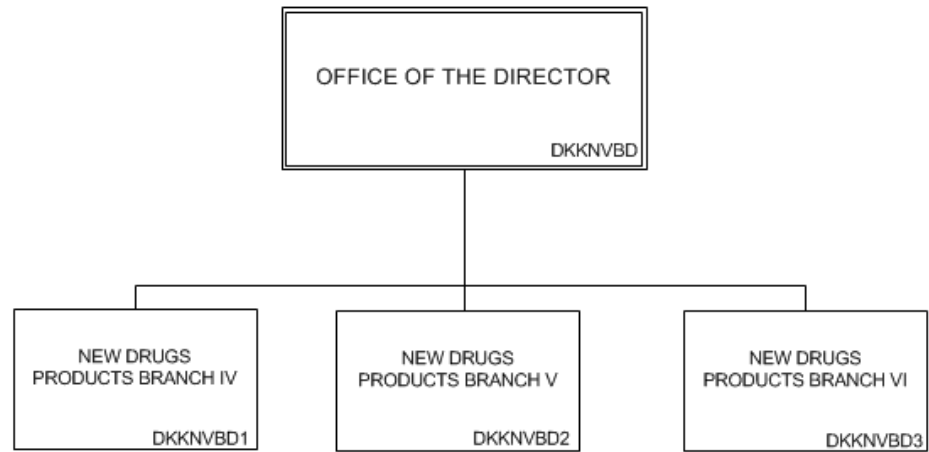 OFFICE OF THE DIRECTOR
DKKNVBD
NEW DRUGS
PRODUCTS BRANCH IV
DKKNVBD1
NEW DRUGS
PRODUCTS BRANCH V
DKKNVBD2
NEW DRUGS
PRODUCTS BRANCH VI
DKKNVBD3